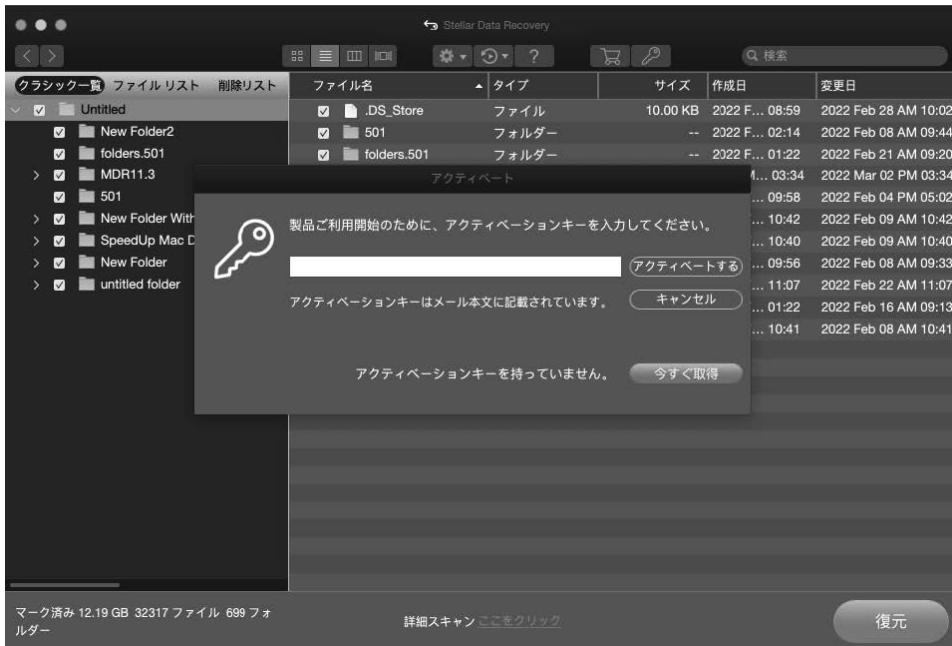 Stellar Data Recovery
検索
クラシック一覧 ファイル リスト 削除リスト
ファイル名 タイプ サイズ 作成日 変更日
Untitled
New Folder2
folders.501
MDR11.3
501
New Folder With
SpeedUp Mac D
New Folder
untitled folder
.DS_Store ファイル 10.00 KB 2022 F... 08:59 2022 Feb 28 AM 10:02
501 フォルダー -- 2022 F... 02:14 2022 Feb 08 AM 09:44
folders.501 フォルダー -- 2022 F... 01:22 2022 Feb 21 AM 09:20
... 03:34 2022 Mar 02 PM 03:34
... 09:58 2022 Feb 04 PM 05:02
... 10:42 2022 Feb 09 AM 10:42
... 10:40 2022 Feb 09 AM 10:40
... 09:56 2022 Feb 08 AM 09:33
... 11:07 2022 Feb 22 AM 11:07
... 01:22 2022 Feb 16 AM 09:13
... 10:41 2022 Feb 08 AM 10:41
アクティベート
製品ご利用開始のために、アクティベーションキーを入力してください。
アクティベートする
アクティベーションキーはメール本文に記載されています。
キャンセル
アクティベーションキーを持っていません。
今すぐ取得
マーク済み 12.19 GB 32317 ファイル 699 フォ
ルダー
詳細スキャン ここをクリック
復元